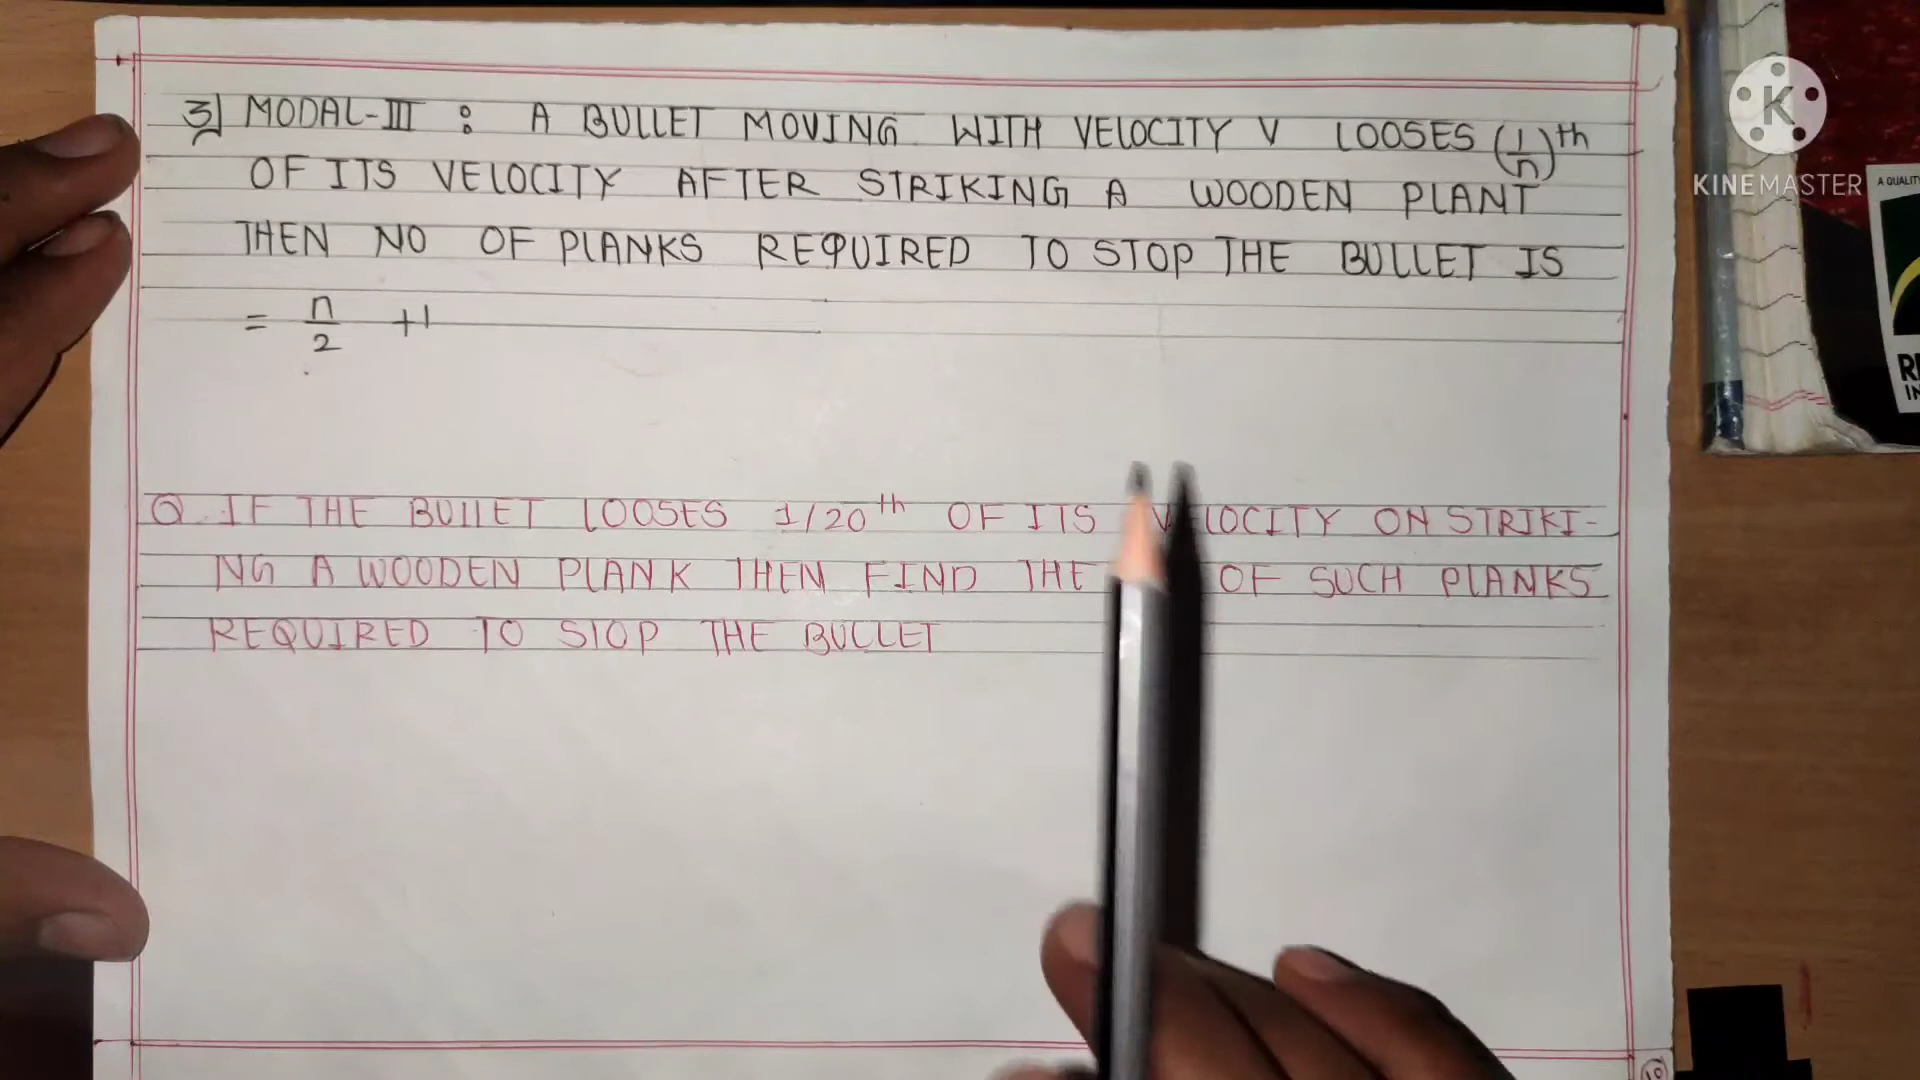 3) MODAL-III : A BULLET MOVING WITH VELOCITY V LOOSES (1/n)th
OF ITS VELOCITY AFTER STRIKING A WOODEN PLANT
THEN NO OF PLANKS REQUIRED TO STOP THE BULLET IS
= n/2 +1
Q. IF THE BULLET LOOSES 1/20th OF ITS VELOCITY ON STRIKI-
NG A WOODEN PLANK THEN FIND THE OF SUCH PLANKS
REQUIRED TO STOP THE BULLET
K
KINEMASTER
A QUALIT